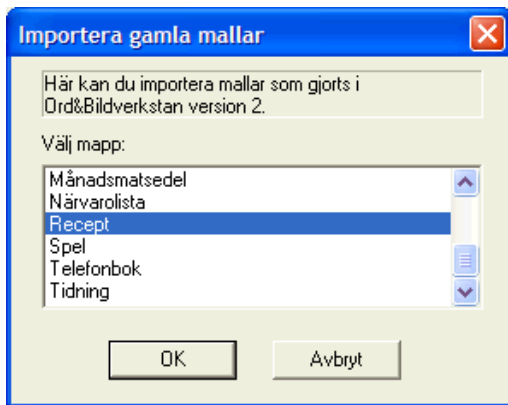 Importera gamla mallar
Här kan du importera mallar som gjorts i
Ord&Bildverkstan version 2.
Välj mapp:
Månadsmatsedel
Närvarolista
Recept
Spel
Telefonbok
Tidning
OK
Avbryt